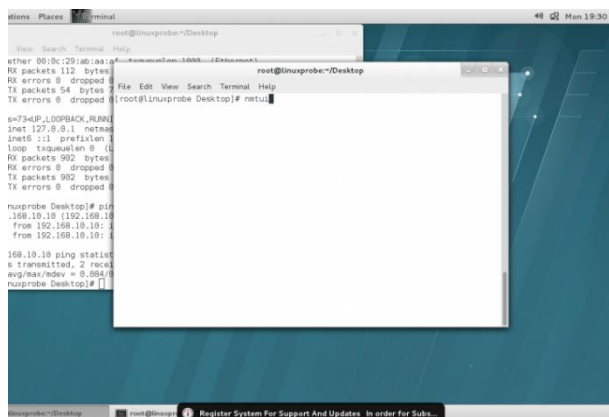 ations Places Terminal Mon 19:30
root@linuxprobe:~/Desktop
View Search Terminal Help
ether 00:0c:29:ab:aa:af txqueuelen 1000 (Ethernet)
RX packets 112 bytes
RX errors 0 dropped 0
TX packets 54 bytes 7
TX errors 0 dropped 0
s=73<UP,LOOPBACK,RUNNI
inet 127.0.0.1 netmas
inet6 ::1 prefixlen 1
loop txqueuelen 0 (L
RX packets 902 bytes
RX errors 0 dropped 0
TX packets 902 bytes
TX errors 0 dropped 0
nuxprobe Desktop]# pin
.168.10.10 (192.168.10
from 192.168.10.10: i
from 192.168.10.10: i
168.10.10 ping statist
s transmitted, 2 recei
avg/max/mdev = 0.084/0
nuxprobe Desktop]#
root@linuxprobe:~/Desktop
File Edit View Search Terminal Help
[root@linuxprobe Desktop]# nmtui
linuxprobe:~/Desktop
root@linuxpr
Register System For Support And Updates In order for Subs...